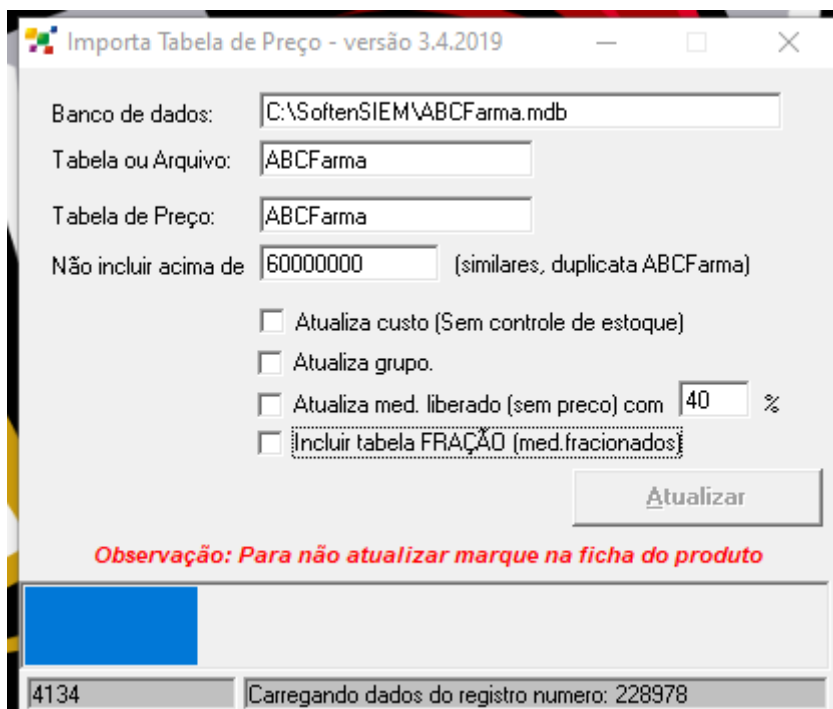 Importa Tabela de Preço - versão 3.4.2019
Banco de dados: C:\SoftenSIEM\ABCFarma.mdb
Tabela ou Arquivo: ABCFarma
Tabela de Preço: ABCFarma
Não incluir acima de 60000000 (similares, duplicata ABCFarma)
Atualiza custo (Sem controle de estoque)
Atualiza grupo.
Atualiza med. liberado (sem preco) com 40 %
Incluir tabela FRAÇÃO (med.fracionados)
Atualizar
Observação: Para não atualizar marque na ficha do produto
4134 Carregando dados do registro numero: 228978